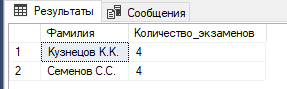 Результаты Сообщения
Фамилия Количество_экзаменов
1 Кузнецов К.К. 4
2 Семенов С.С. 4